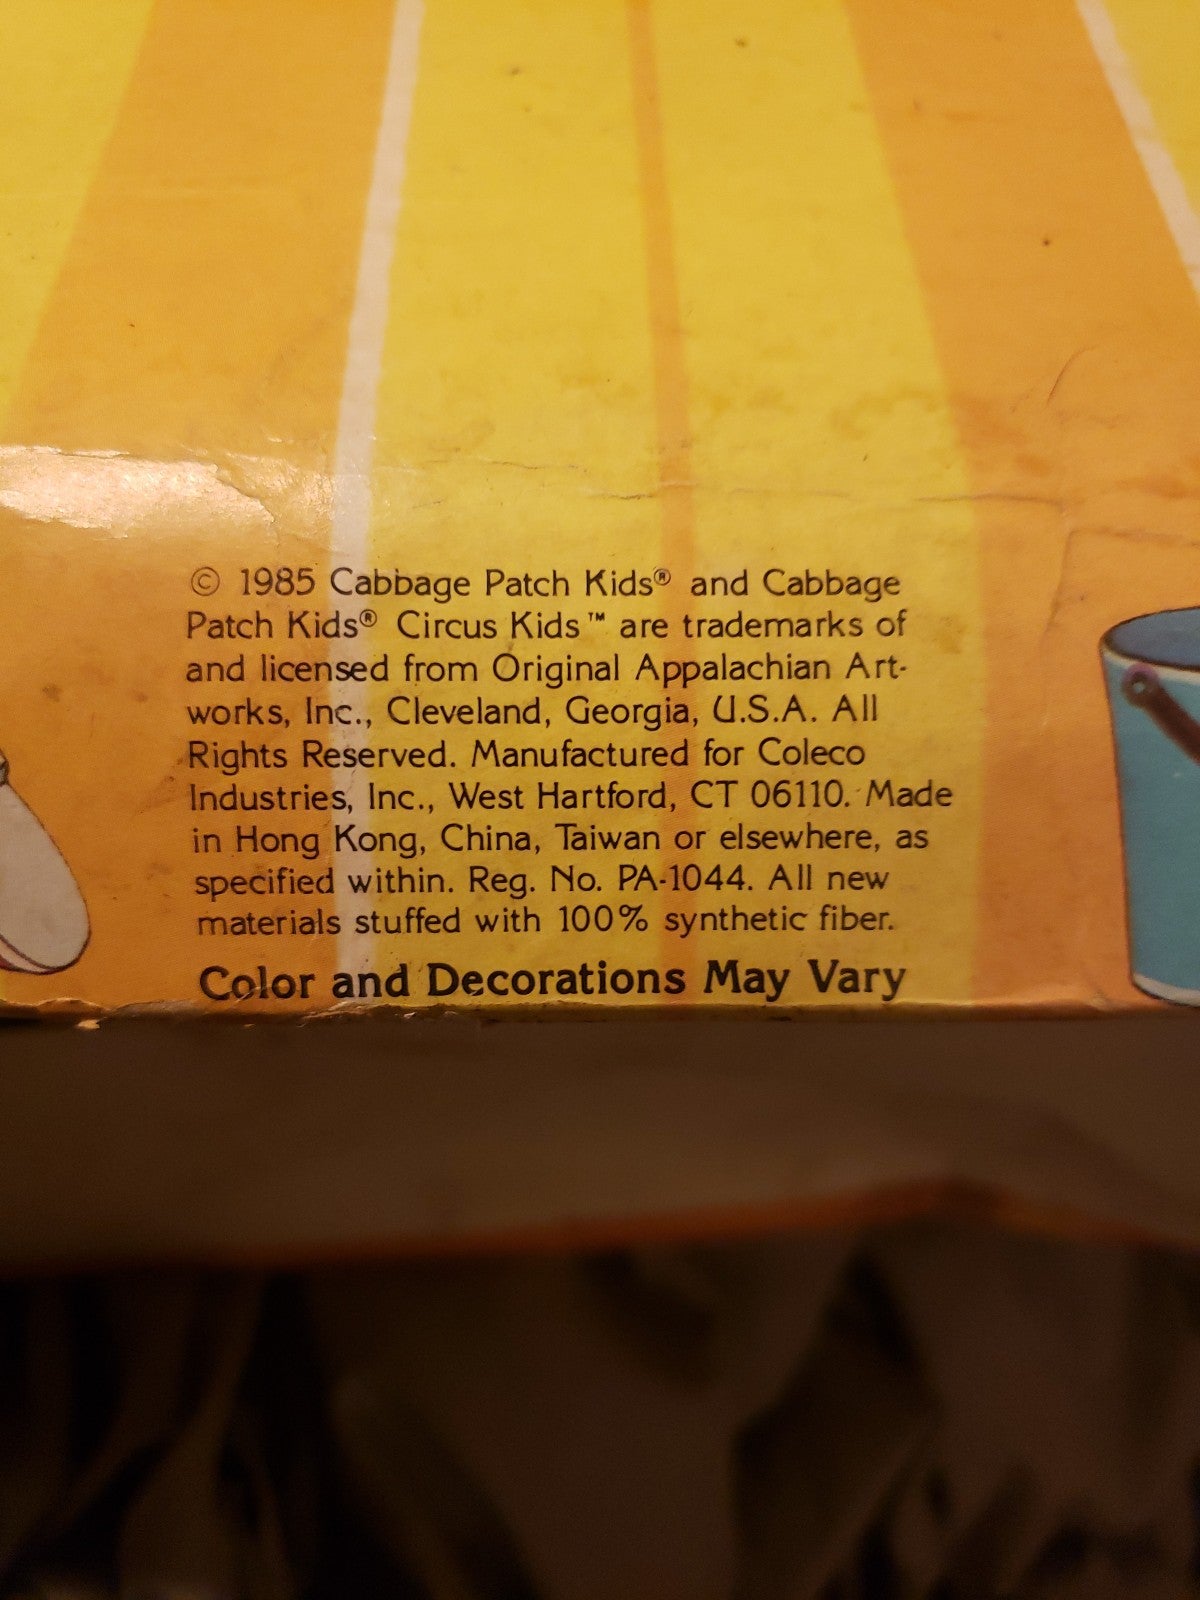 © 1985 Cabbage Patch Kids® and Cabbage
Patch Kids® Circus Kids™ are trademarks of
and licensed from Original Appalachian Art-
works, Inc., Cleveland, Georgia, U.S.A. All
Rights Reserved. Manufactured for Coleco
Industries, Inc., West Hartford, CT 06110. Made
in Hong Kong, China, Taiwan or elsewhere, as
specified within. Reg. No. PA-1044. All new
materials stuffed with 100% synthetic fiber.
Color and Decorations May Vary